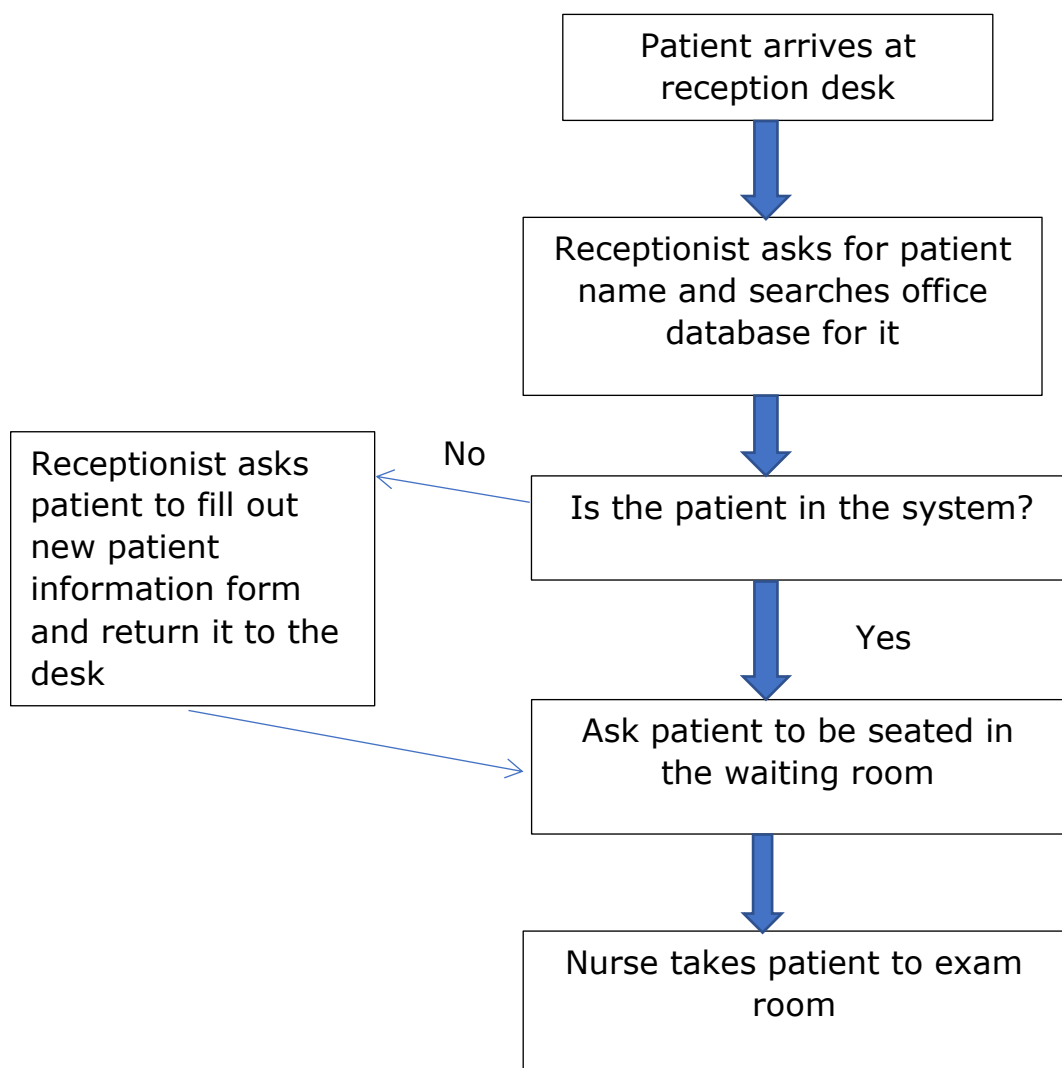 Patient arrives at
reception desk
Receptionist asks for patient
name and searches office
database for it
No
Receptionist asks
patient to fill out
new patient
information form
and return it to the
desk
Is the patient in the system?
Yes
Ask patient to be seated in
the waiting room
Nurse takes patient to exam
room